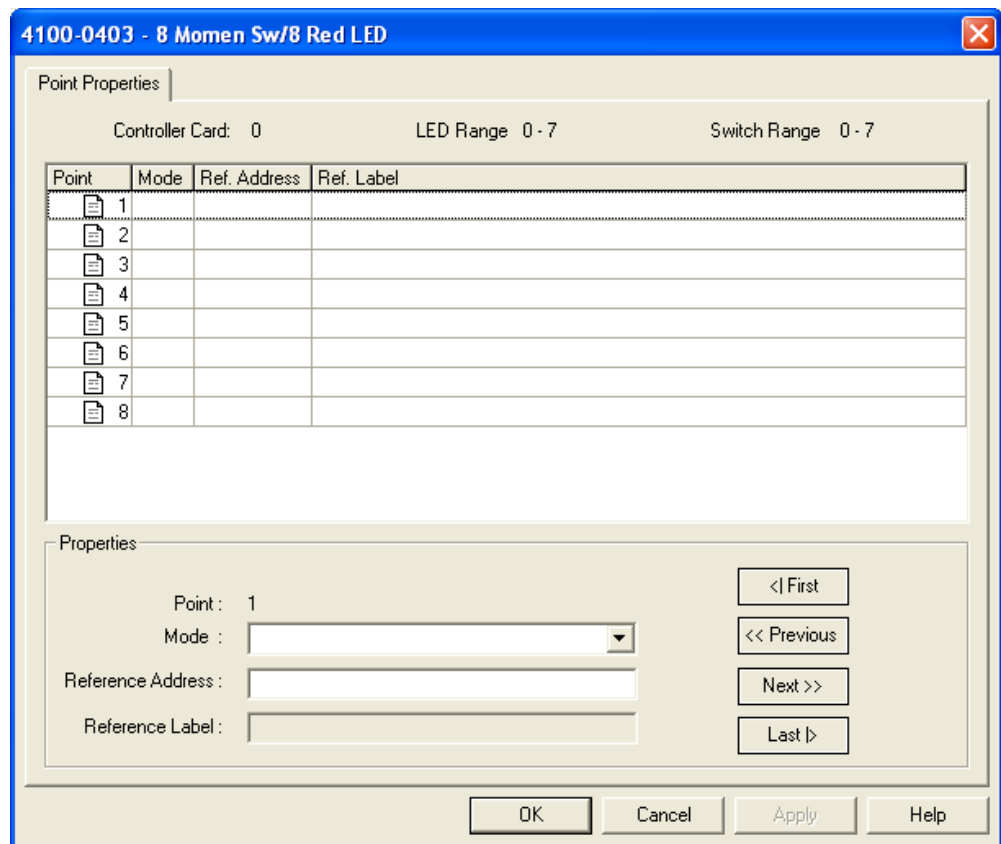 4100-0403 - 8 Momen Sw/8 Red LED
Point Properties
Controller Card: 0 LED Range 0 - 7 Switch Range 0 - 7
Point Mode Ref. Address Ref. Label
1
2
3
4
5
6
7
8
Properties
<| First
Point : 1
Mode : << Previous
Reference Address : Next >>
Reference Label : Last |>
OK Cancel Apply Help